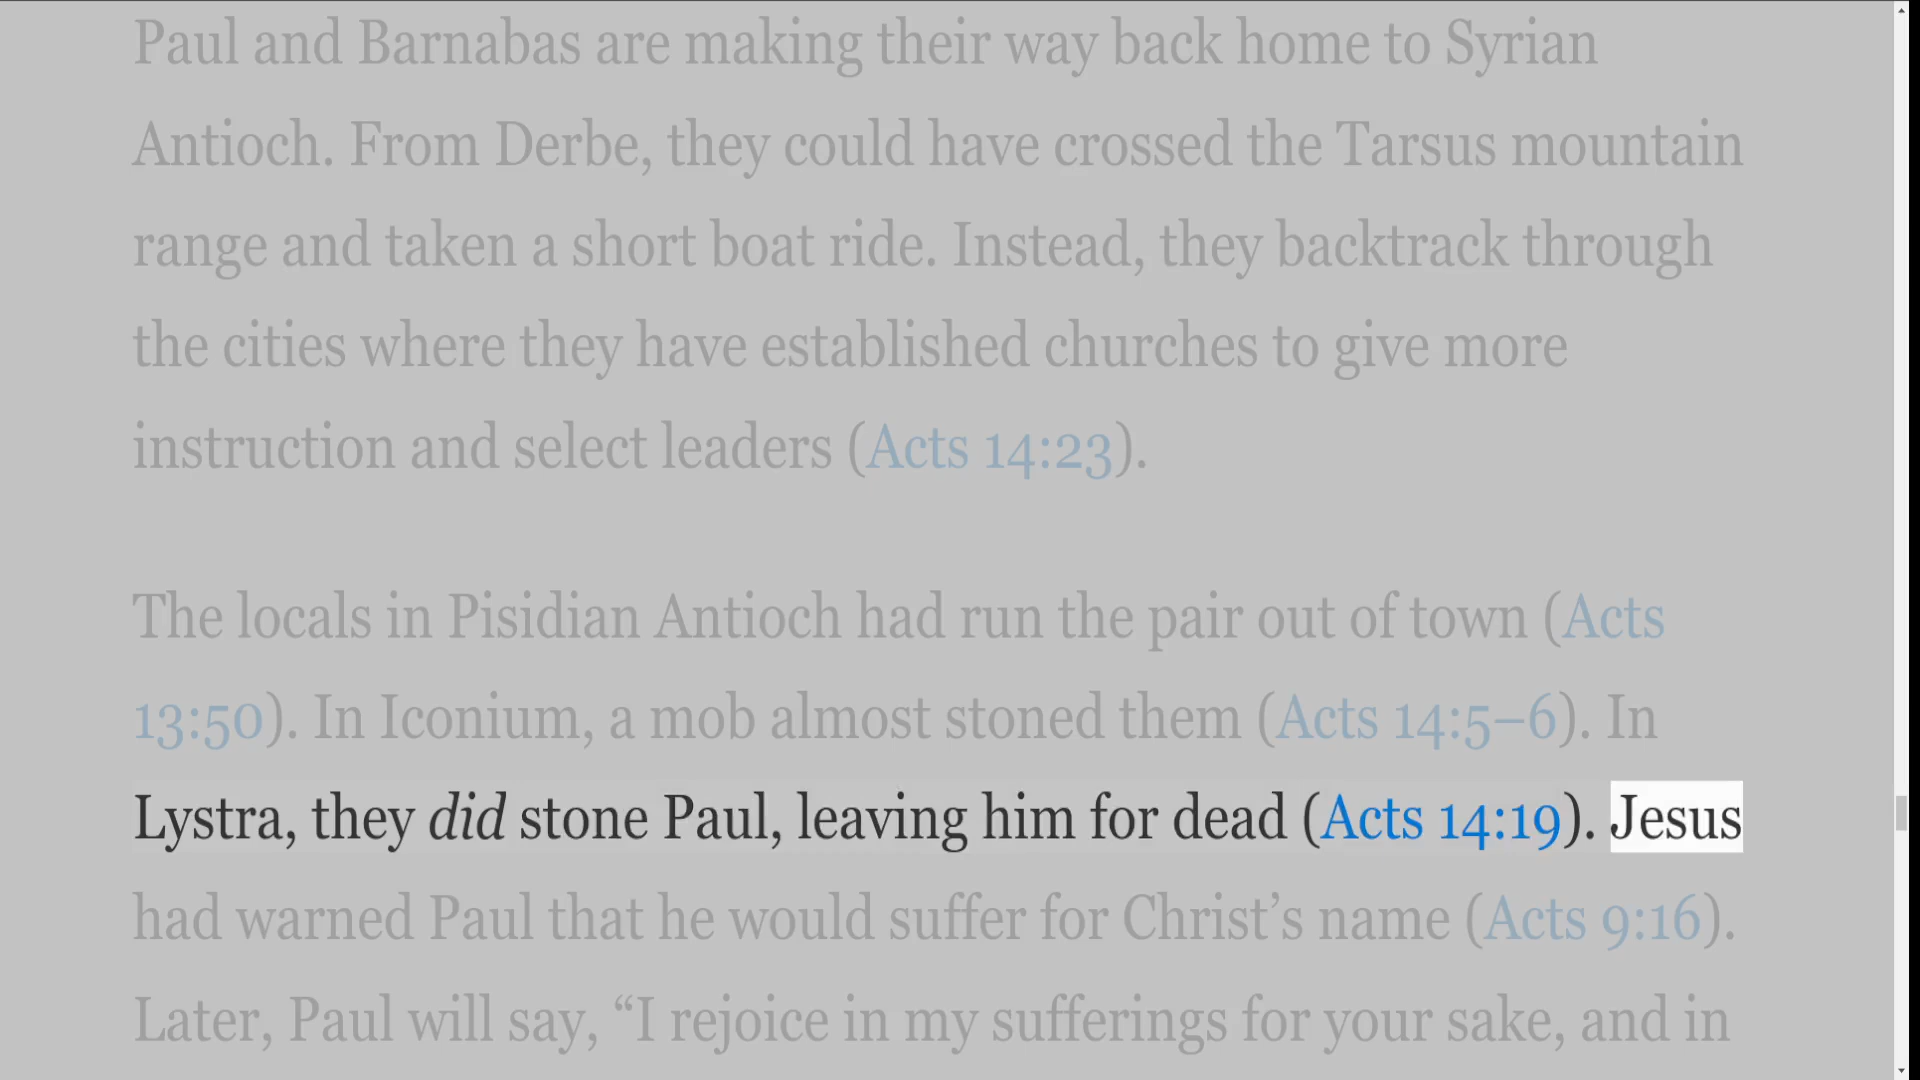 Paul and Barnabas are making their way back home to Syrian
Antioch. From Derbe, they could have crossed the Tarsus mountain
range and taken a short boat ride. Instead, they backtrack through
the cities where they have established churches to give more
instruction and select leaders (Acts 14:23).
The locals in Pisidian Antioch had run the pair out of town (Acts
13:50). In Iconium, a mob almost stoned them (Acts 14:5–6). In
Lystra, they did stone Paul, leaving him for dead (Acts 14:19). Jesus
had warned Paul that he would suffer for Christ’s name (Acts 9:16).
Later, Paul will say, “I rejoice in my sufferings for your sake, and in